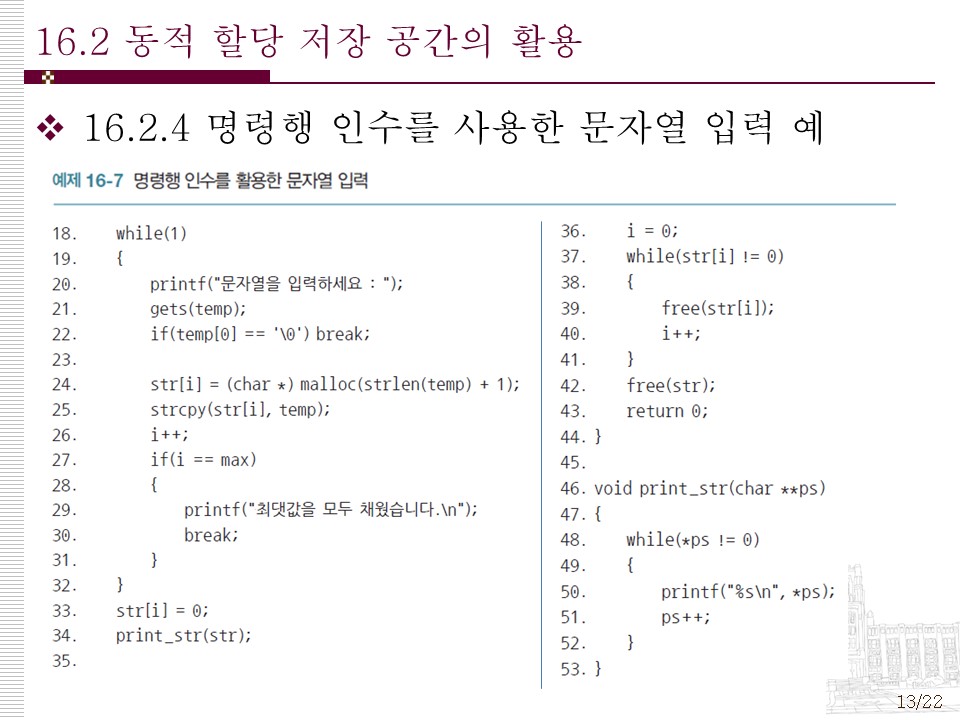 16.2 동적 할당 저장 공간의 활용
❖ 16.2.4 명령행 인수를 사용한 문자열 입력 예
예제 16-7 명령행 인수를 활용한 문자열 입력
18. while(1)
19. {
20. printf("문자열을 입력하세요 : ");
21. gets(temp);
22. if(temp[0] == '\0') break;
23.
24. str[i] = (char *) malloc(strlen(temp) + 1);
25. strcpy(str[i], temp);
26. i++;
27. if(i == max)
28. {
29. printf("최댓값을 모두 채웠습니다.\n");
30. break;
31. }
32. }
33. str[i] = 0;
34. print_str(str);
35.
36. i = 0;
37. while(str[i] != 0)
38. {
39. free(str[i]);
40. i++;
41. }
42. free(str);
43. return 0;
44. }
45.
46. void print_str(char **ps)
47. {
48. while(*ps != 0)
49. {
50. printf("%s\n", *ps);
51. ps++;
52. }
53. }
13/22